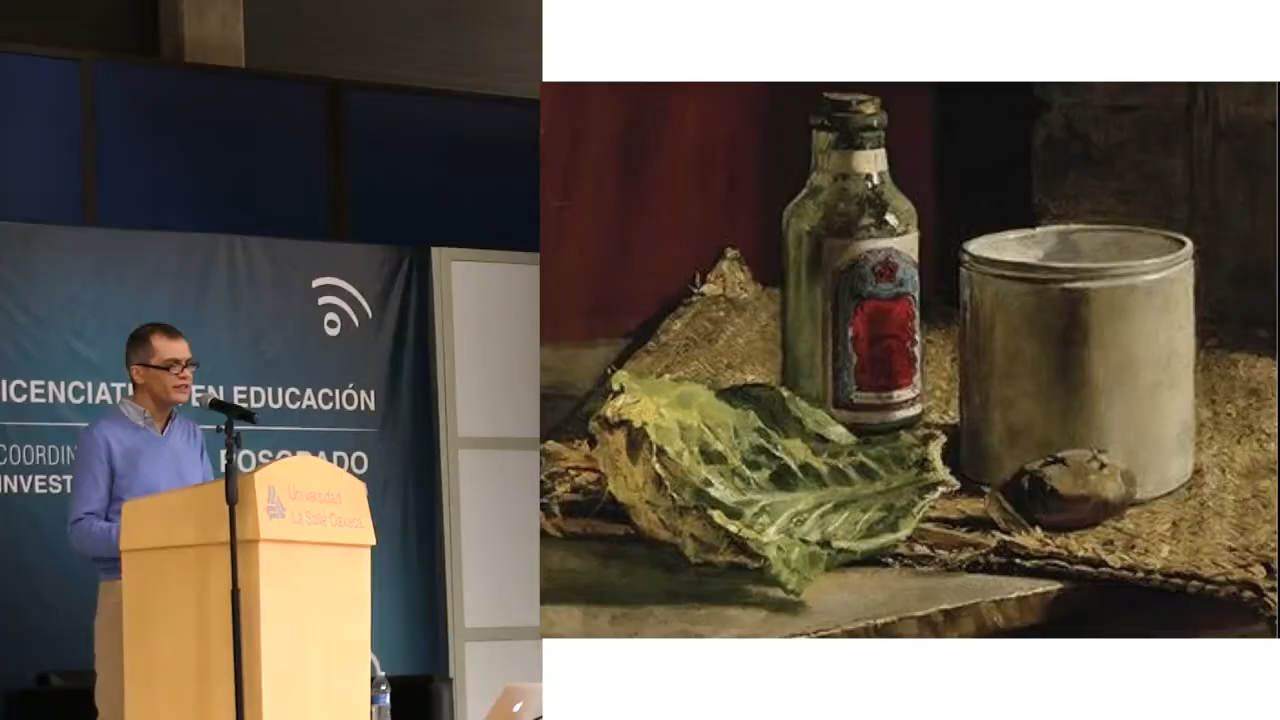 ICENCIAT EN EDUCACIÓN
COORDIN POSGRADO
INVEST
Universidad
La Salle Oaxaca